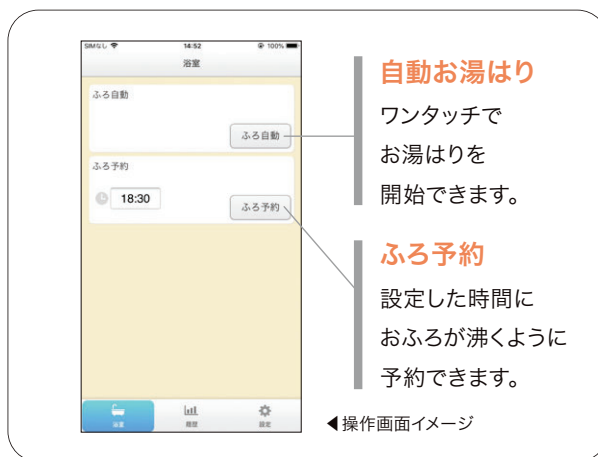 SIMなし 14:52 100%
浴室
ふろ自動
ふろ自動
ふろ予約
18:30
ふろ予約
浴室 履歴 設定
自動お湯はり
ワンタッチで
お湯はりを
開始できます。
ふろ予約
設定した時間に
おふろが沸くように
予約できます。
◀操作画面イメージ